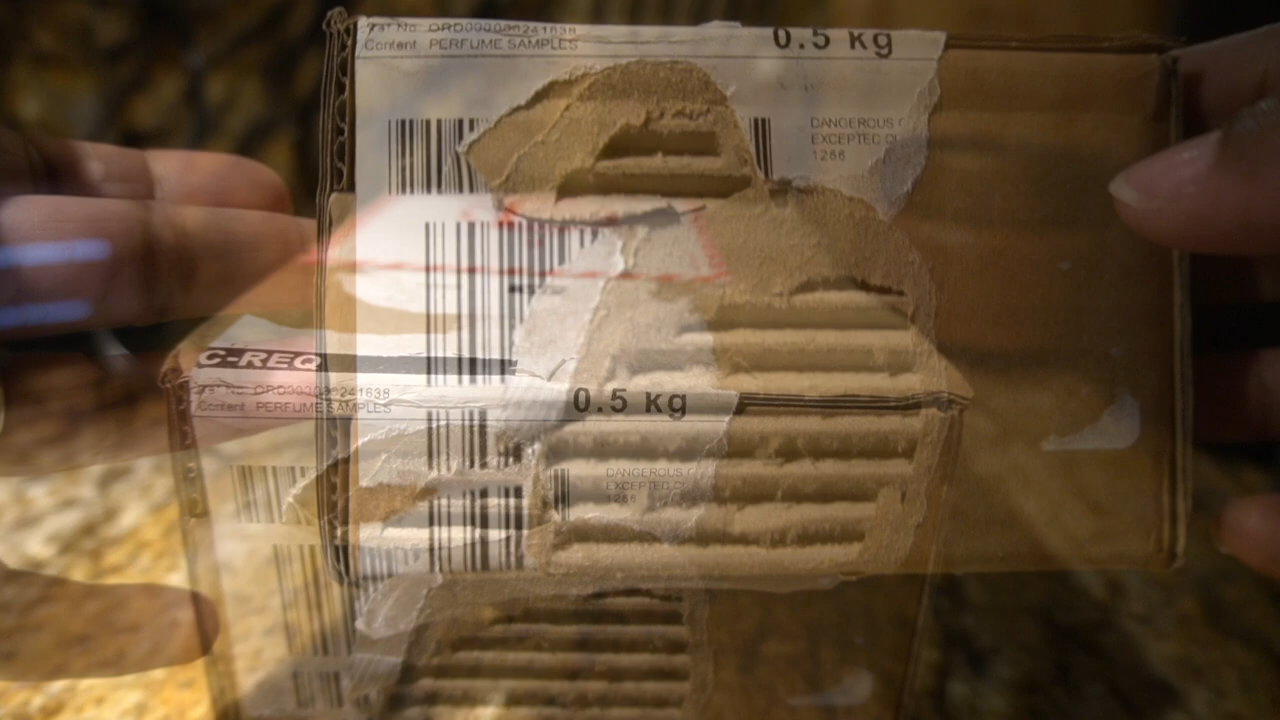 Content PERFUME SAMPLES
0.5 kg
DANGEROUS
EXCEPTED
1266
C-REQ
Content PERFUME SAMPLES
0.5 kg
DANGEROUS
EXCEPTED
1266